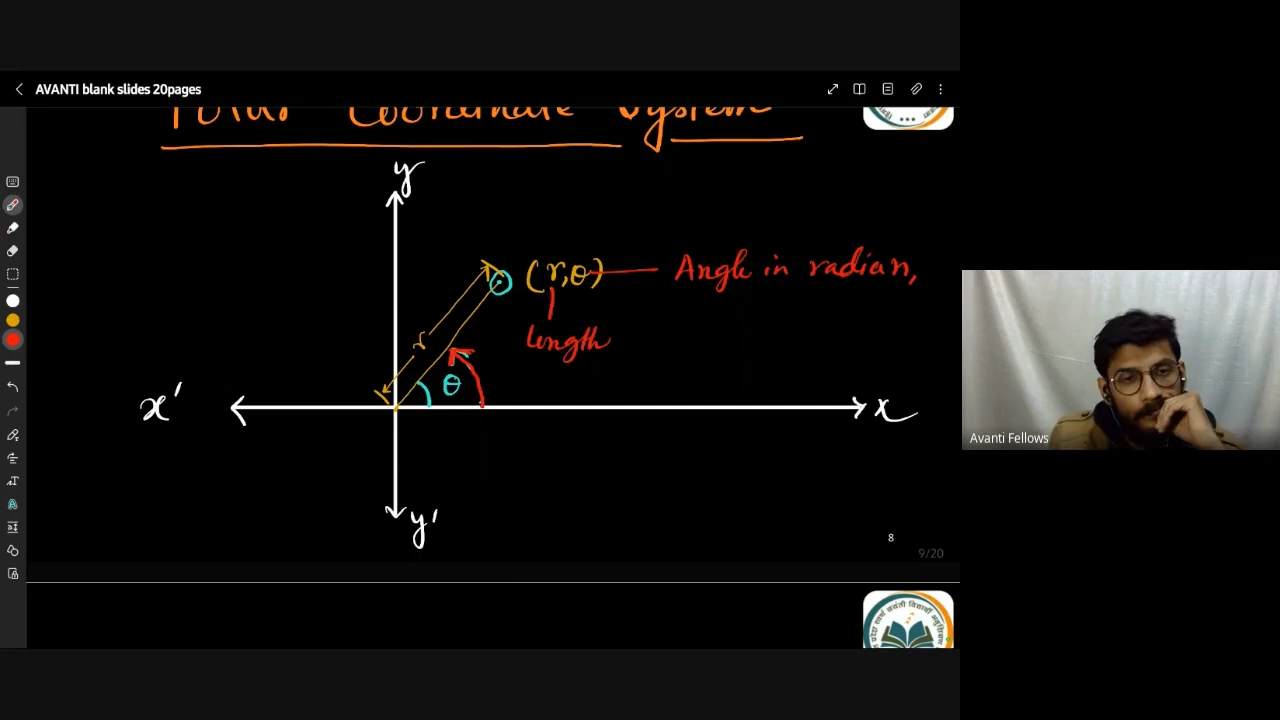 AVANTI blank slides 20pages
Polar Coordinate System
y
(r,θ) Angle in radian,
r
length
θ
x'
x
y'
Avanti Fellows
8
9/20